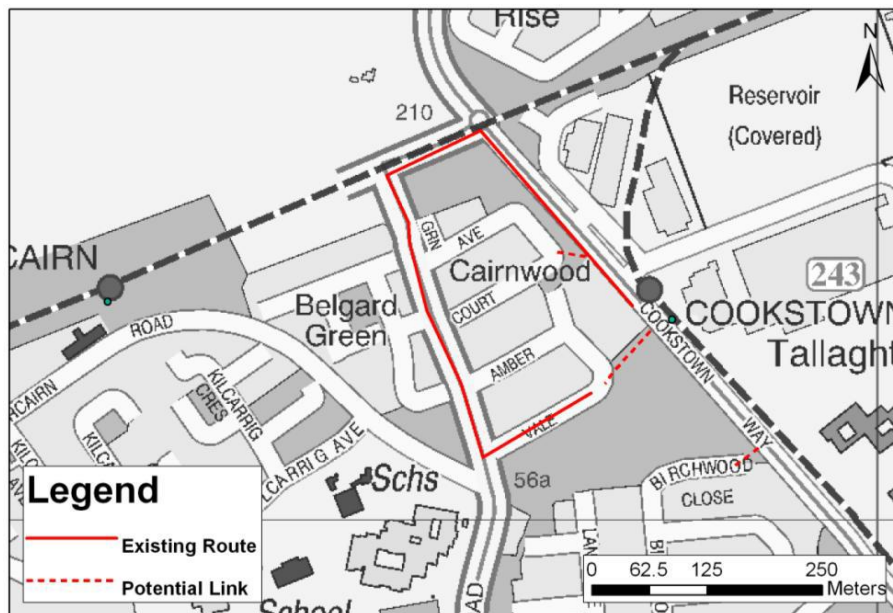 Rise
N
210
Reservoir
(Covered)
GRN
AVE
CAIRN
Cairnwood
243
Belgard
Green
COURT
COOKSTOWN
COOKSTOWN
Tallaght
ROAD
AMBER
KILCARRIG
CRES
WAY
VALE
KILCARRIG AVE
BIRCHWOOD
CLOSE
Schs
56a
Legend
Existing Route
Potential Link
School
0 62.5 125 250
Meters